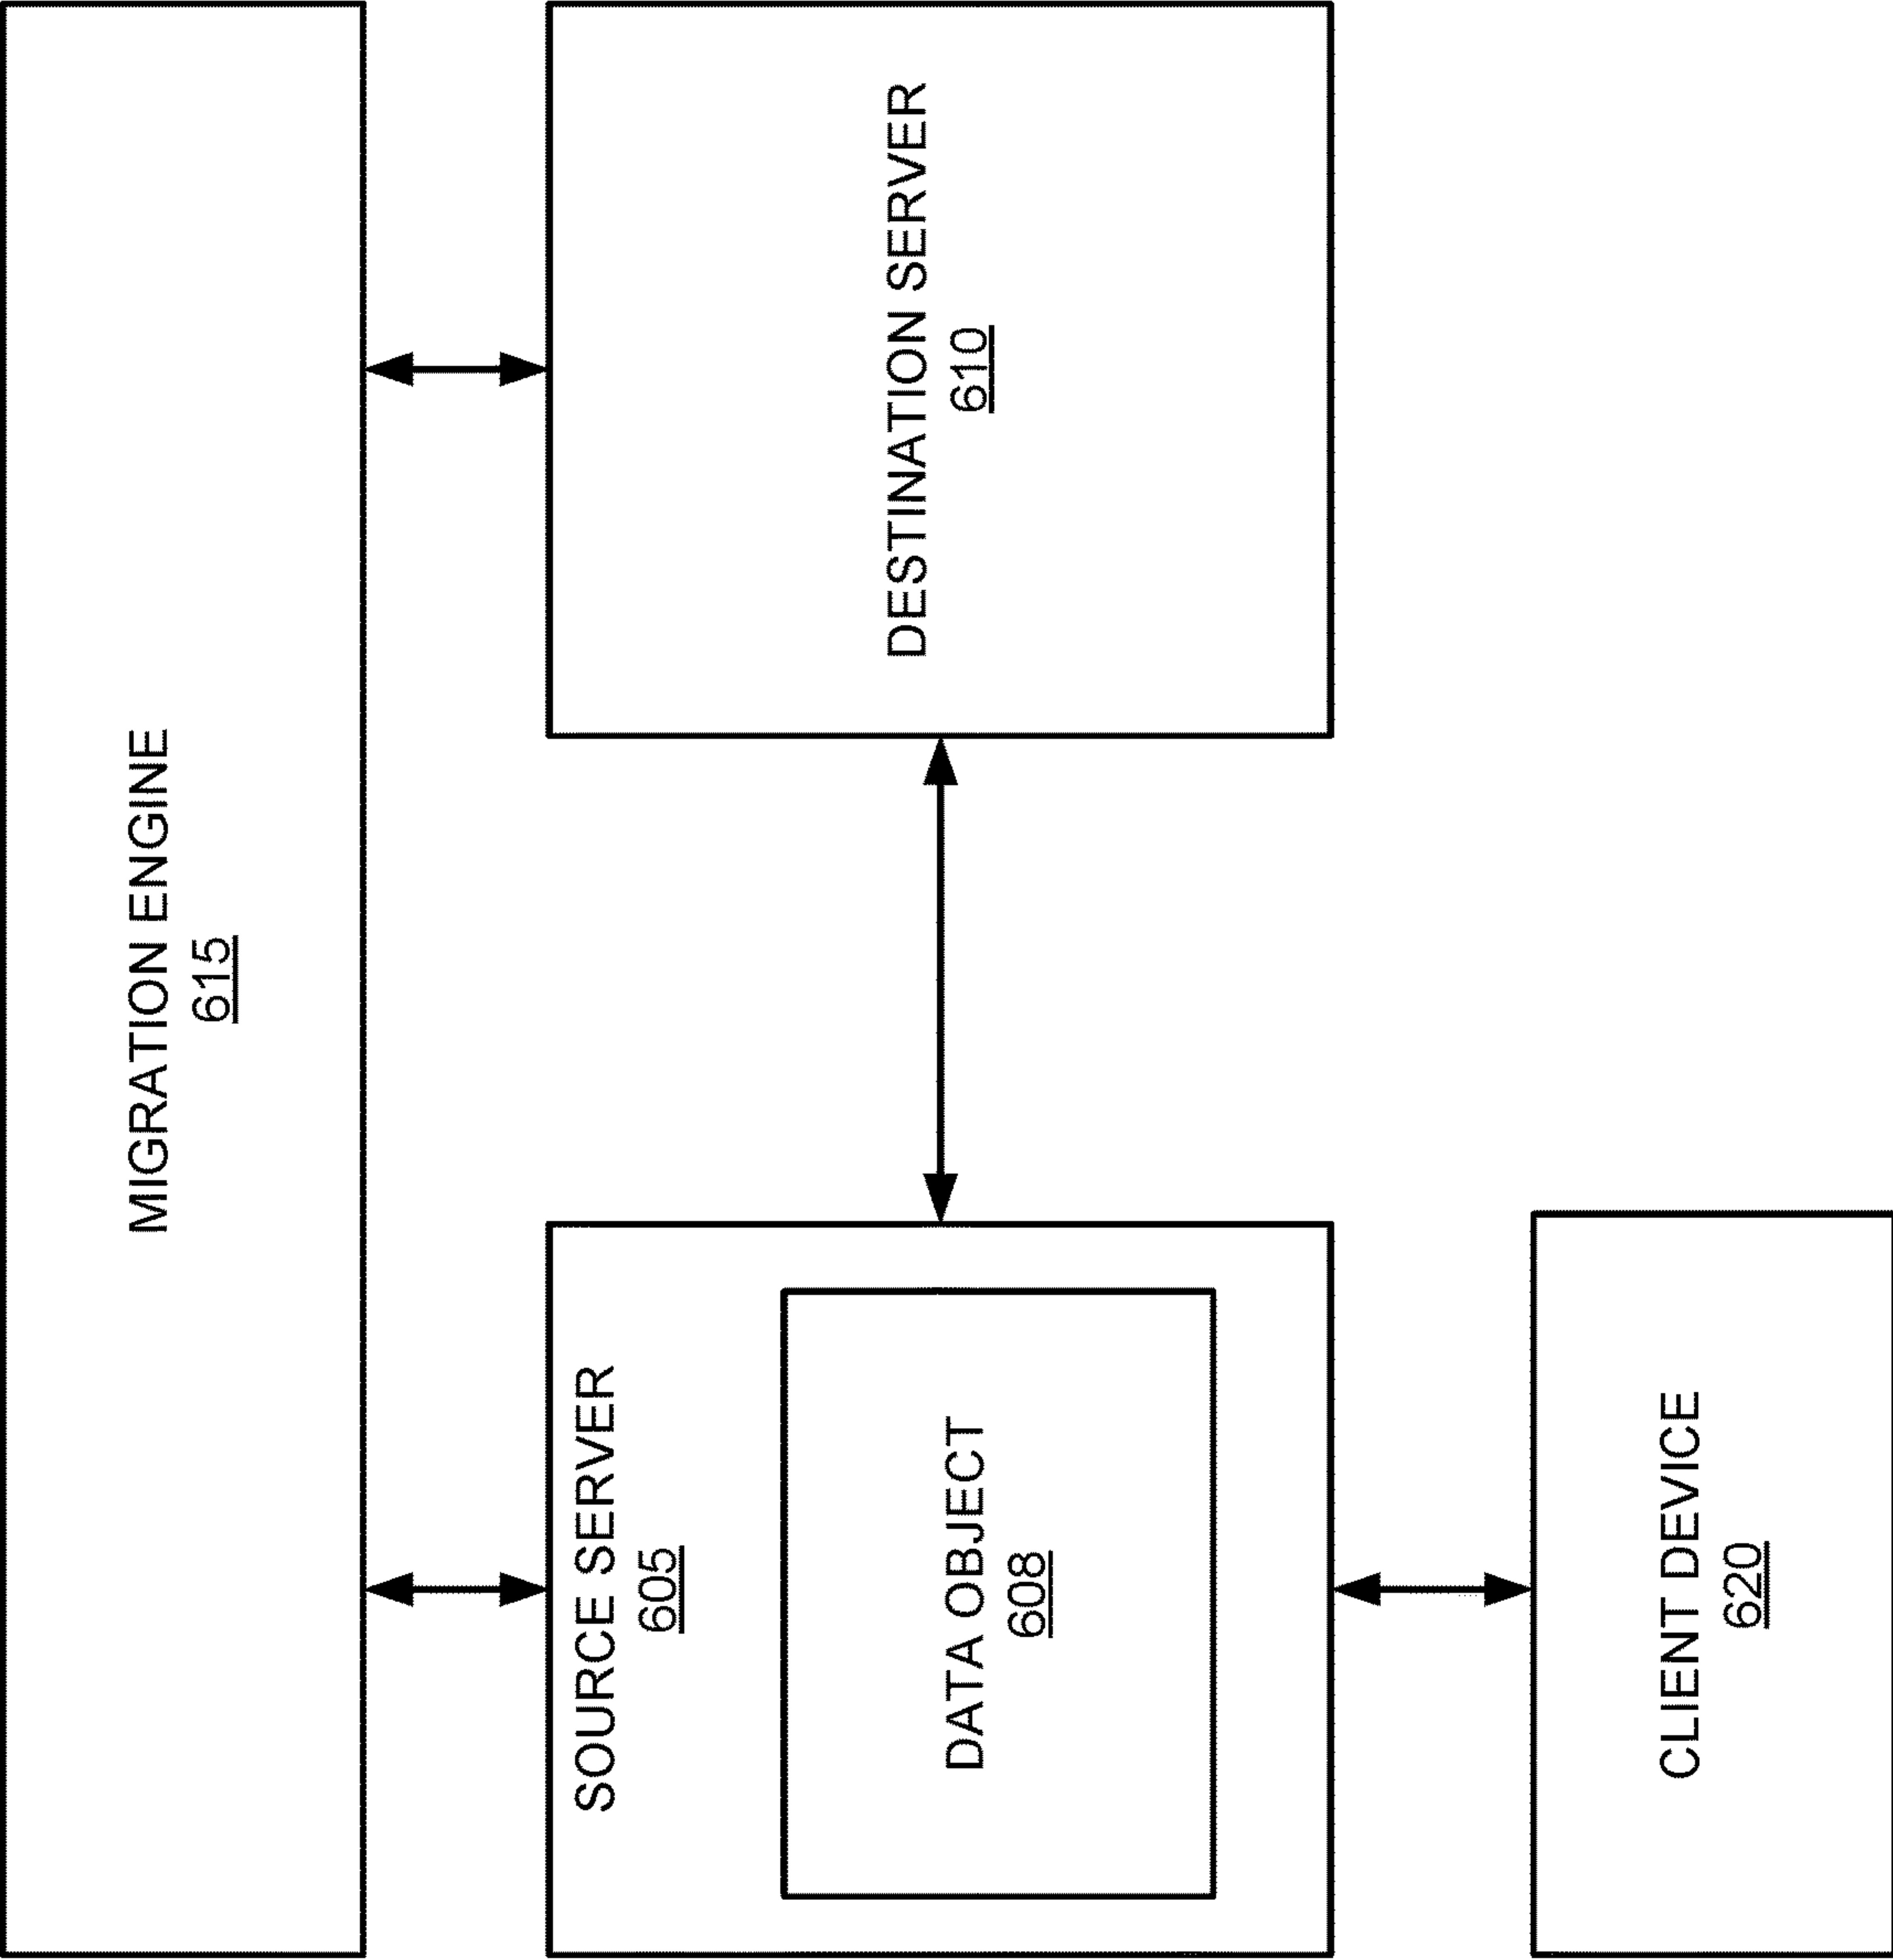 MIGRATION ENGINE
615
SOURCE SERVER
605
DATA OBJECT
608
DESTINATION SERVER
610
CLIENT DEVICE
620